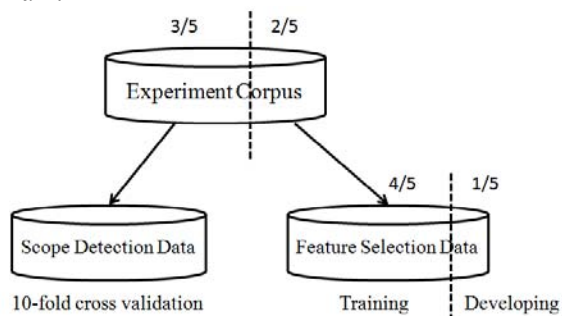 3/5 2/5
Experiment Corpus
4/5 1/5
Scope Detection Data Feature Selection Data
10-fold cross validation Training Developing